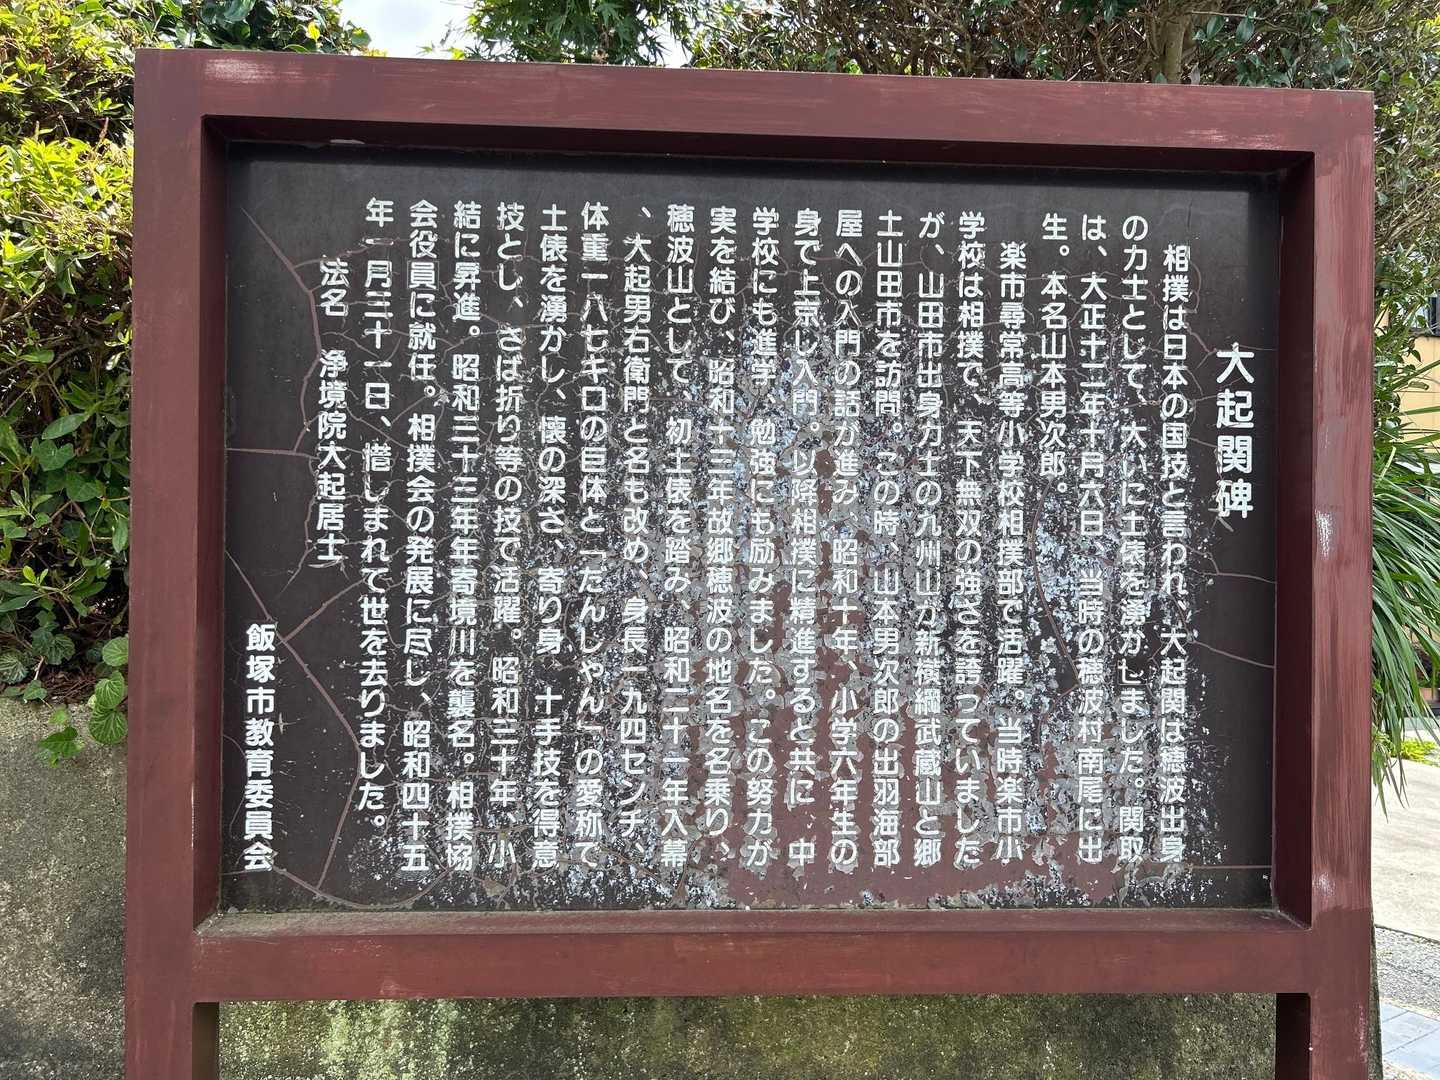 大起関碑
相撲は日本の国技と言われ、大起関は穂波出身
の力士として、大いに土俵を湧かしました。関取
は、大正十二年十月六日、当時の穂波村南尾に出
生。本名山本男次郎。
楽市尋常高等小学校相撲部で活躍。当時楽市小
学校は相撲で、天下無双の強さを誇っていました
が、山田市出身力士の九州山が新横綱武蔵山と郷
土山田市を訪問。この時、山本男次郎の出羽海部
屋への入門の話が進み、昭和十年、小学六年生の
身で上京し入門。以降相撲に精進すると共に、中
学校にも進学、勉強にも励みました。この努力が
実を結び、昭和十三年故郷穂波の地名を名乗り、
穂波山として、初土俵を踏み、昭和二十一年入幕
、大起男右衛門と名も改め、身長一九四センチ、
体重一八七キロの巨体と「たんしゃん」の愛称で
土俵を湧かし、懐の深さ、寄り身、十手技を得意
技とし、さば折り等の技で活躍。昭和三十年、小
結に昇進。昭和三十三年年寄境川を襲名。相撲協
会役員に就任。相撲会の発展に尽し、昭和四十五
年一月三十一日、惜しまれて世を去りました。
法名 浄境院大起居士
飯塚市教育委員会